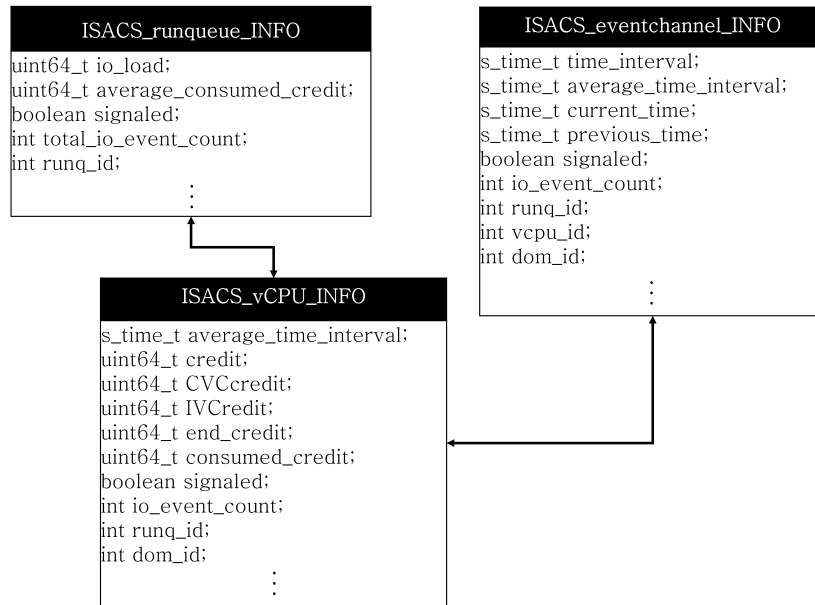 ISACS_runqueue_INFO
uint64_t io_load;
uint64_t average_consumed_credit;
boolean signaled;
int total_io_event_count;
int runq_id;
⋮
ISACS_eventchannel_INFO
s_time_t time_interval;
s_time_t average_time_interval;
s_time_t current_time;
s_time_t previous_time;
boolean signaled;
int io_event_count;
int runq_id;
int vcpu_id;
int dom_id;
⋮
ISACS_vCPU_INFO
s_time_t average_time_interval;
uint64_t credit;
uint64_t CVCcredit;
uint64_t IVCredit;
uint64_t end_credit;
uint64_t consumed_credit;
boolean signaled;
int io_event_count;
int runq_id;
int dom_id;
⋮